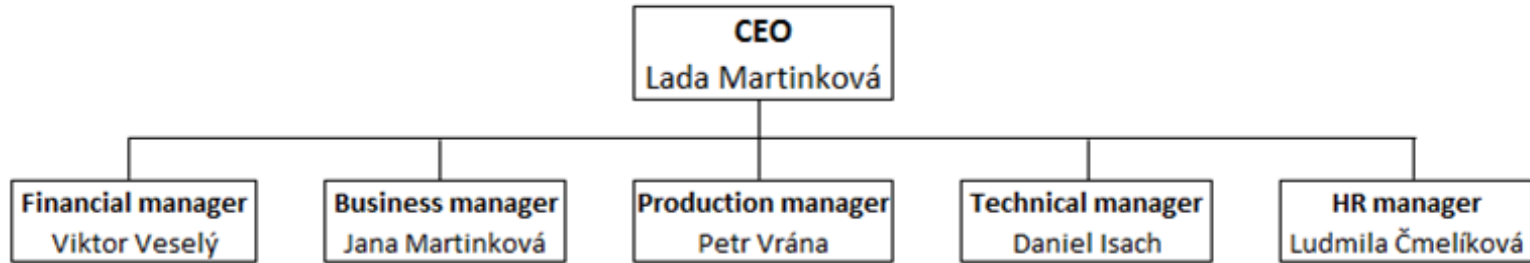 CEO
Lada Martinková
Financial manager
Viktor Veselý
Business manager
Jana Martinková
Production manager
Petr Vrána
Technical manager
Daniel Isach
HR manager
Ludmila Čmelíková